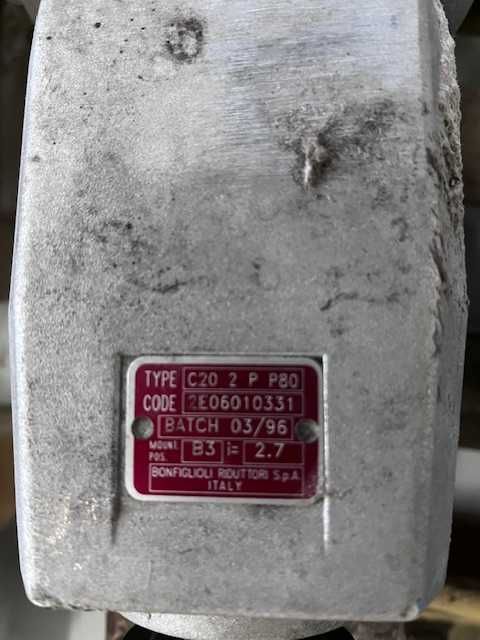 TYPE C20 2 P P80
CODE 2E06010331
BATCH 03/96
MOUNT. POS. B3 i= 2.7
BONFIGLIOLI RIDUTTORI S.p.A.
ITALY